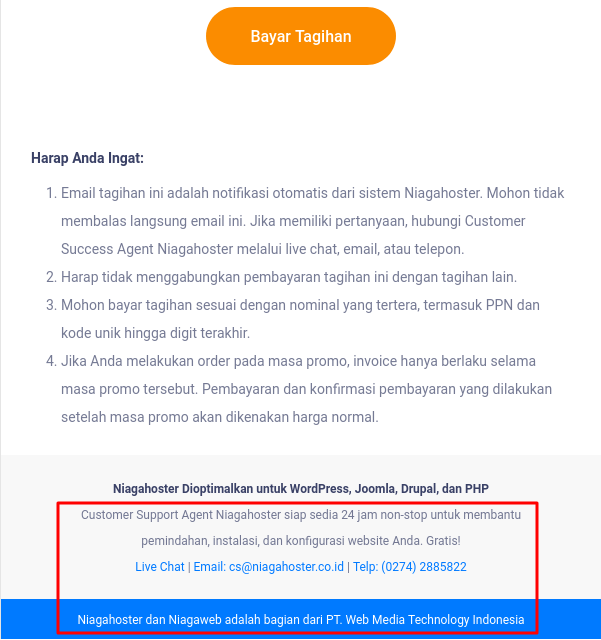 Bayar Tagihan
Harap Anda Ingat:
1. Email tagihan ini adalah notifikasi otomatis dari sistem Niagahoster. Mohon tidak
membalas langsung email ini. Jika memiliki pertanyaan, hubungi Customer
Success Agent Niagahoster melalui live chat, email, atau telepon.
2. Harap tidak menggabungkan pembayaran tagihan ini dengan tagihan lain.
3. Mohon bayar tagihan sesuai dengan nominal yang tertera, termasuk PPN dan
kode unik hingga digit terakhir.
4. Jika Anda melakukan order pada masa promo, invoice hanya berlaku selama
masa promo tersebut. Pembayaran dan konfirmasi pembayaran yang dilakukan
setelah masa promo akan dikenakan harga normal.
Niagahoster Dioptimalkan untuk WordPress, Joomla, Drupal, dan PHP
Customer Support Agent Niagahoster siap sedia 24 jam non-stop untuk membantu
pemindahan, instalasi, dan konfigurasi website Anda. Gratis!
Live Chat | Email: cs@niagahoster.co.id | Telp: (0274) 2885822
Niagahoster dan Niagaweb adalah bagian dari PT. Web Media Technology Indonesia